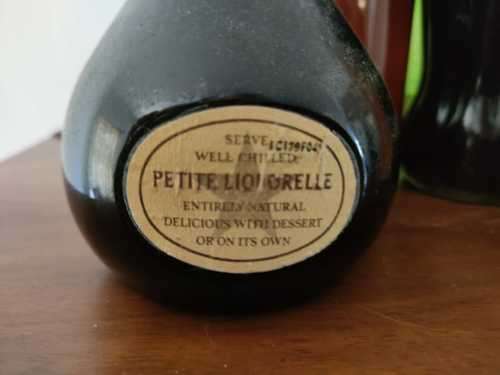 SERVE
WELL CHILLED.
PETITE LIQUORELLE
ENTIRELY NATURAL
DELICIOUS WITH DESSERT
OR ON ITS OWN